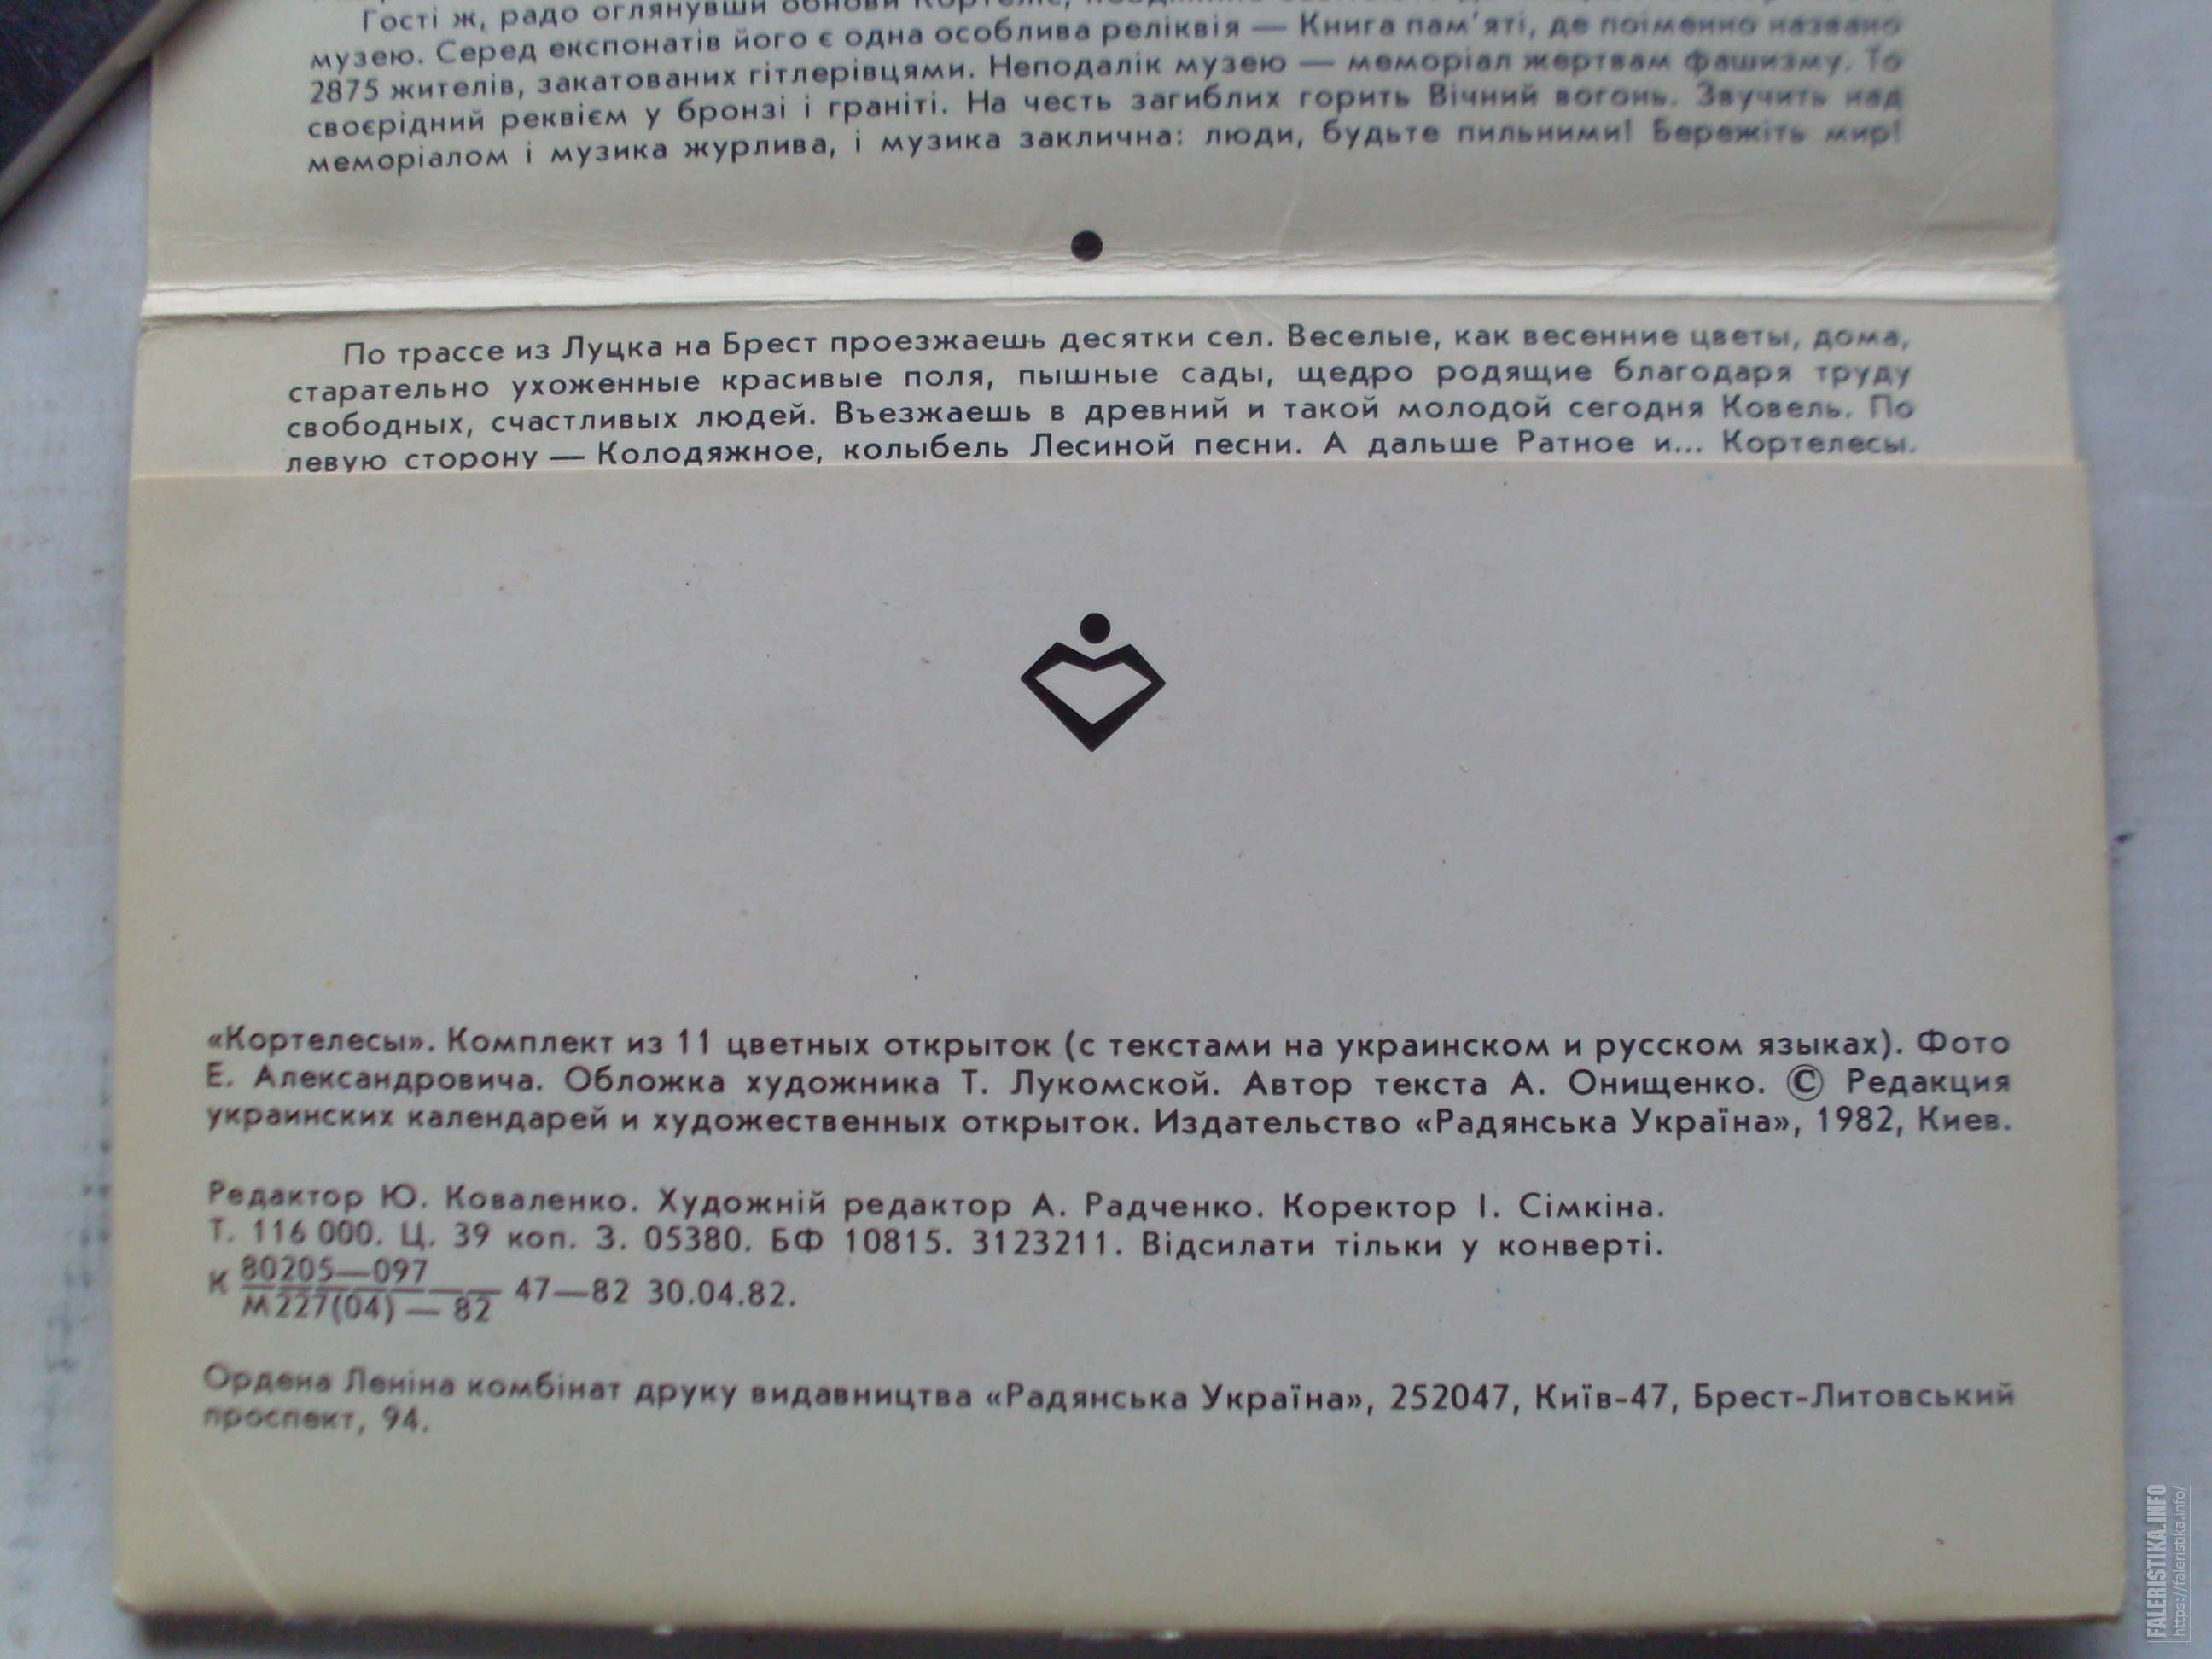 Гості ж, радо оглянувши обнови
музею. Серед експонатів його є одна особлива реліквія — Книга пам'яті, де поіменно названо
2875 жителів, закатованих гітлерівцями. Неподалік музею — меморіал жертвам фашизму. То
своєрідний реквієм у бронзі і граніті. На честь загиблих горить Вічний вогонь. Звучить над
меморіалом і музика журлива, і музика заклична: люди, будьте пильними! Бережіть мир!
По трассе из Луцка на Брест проезжаешь десятки сел. Веселые, как весенние цветы, дома,
старательно ухоженные красивые поля, пышные сады, щедро родящие благодаря труду
свободных, счастливых людей. Въезжаешь в древний и такой молодой сегодня Ковель. По
левую сторону — Колодяжное, колыбель Лесиной песни. А дальше Ратное и... Кортелесы.
«Кортелесы». Комплект из 11 цветных открыток (с текстами на украинском и русском языках). Фото
Е. Александровича. Обложка художника Т. Лукомской. Автор текста А. Онищенко. © Редакция
украинских календарей и художественных открыток. Издательство «Радянська Україна», 1982, Киев.
Редактор Ю. Коваленко. Художній редактор А. Радченко. Коректор І. Сімкіна.
Т. 116 000. Ц. 39 коп. З. 05380. БФ 10815. 3123211. Відсилати тільки у конверті.
К 80205—097
М227(04) — 82 47—82 30.04.82.
Ордена Леніна комбінат друку видавництва «Радянська Україна», 252047, Київ-47, Брест-Литовський
проспект, 94.
FALERISTIKA.INFO
https://faleristika.info/